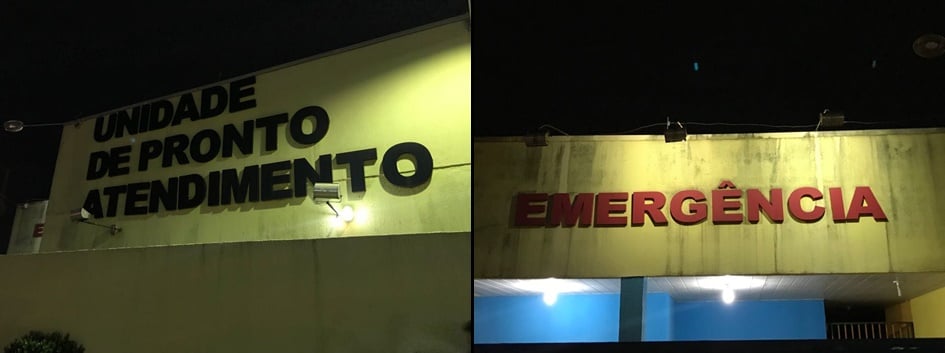 UNIDADE
DE PRONTO
ATENDIMENTO
EMERGÊNCIA